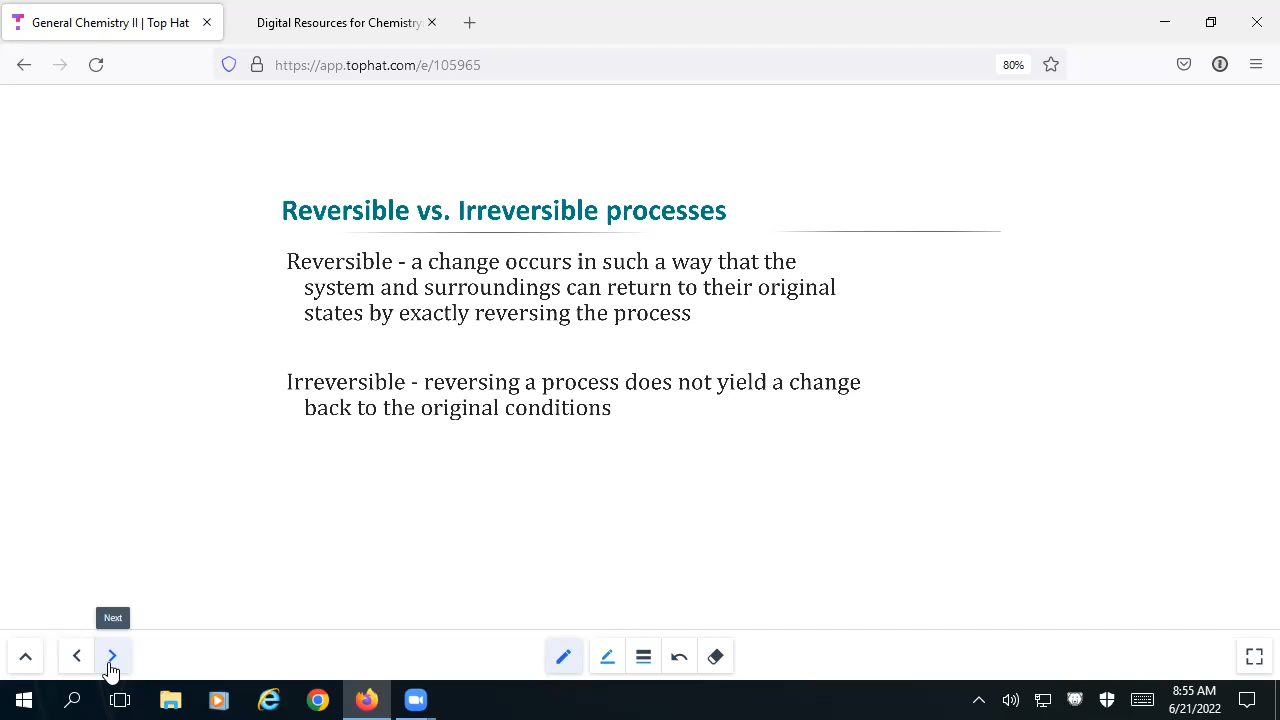 General Chemistry II | Top Hat
Digital Resources for Chemistry
https://app.tophat.com/e/105965
80%
Reversible vs. Irreversible processes
Reversible - a change occurs in such a way that the
system and surroundings can return to their original
states by exactly reversing the process
Irreversible - reversing a process does not yield a change
back to the original conditions
Next
8:55 AM
6/21/2022